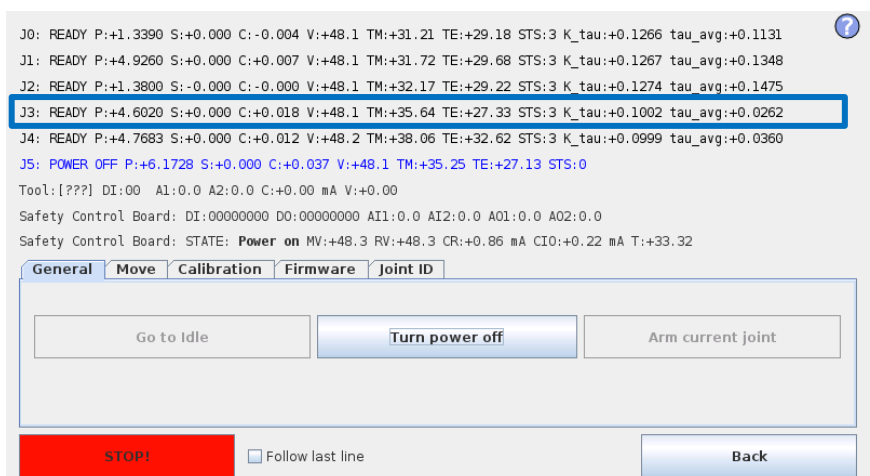 J0: READY P:+1.3390 S:+0.000 C:-0.004 V:+48.1 TM:+31.21 TE:+29.18 STS:3 K_tau:+0.1266 tau_avg:+0.1131
?
J1: READY P:+4.9260 S:+0.000 C:+0.007 V:+48.1 TM:+31.72 TE:+29.68 STS:3 K_tau:+0.1267 tau_avg:+0.1348
J2: READY P:+1.3800 S:-0.000 C:-0.000 V:+48.1 TM:+32.17 TE:+29.22 STS:3 K_tau:+0.1274 tau_avg:+0.1475
J3: READY P:+4.6020 S:+0.000 C:+0.018 V:+48.1 TM:+35.64 TE:+27.33 STS:3 K_tau:+0.1002 tau_avg:+0.0262
J4: READY P:+4.7683 S:+0.000 C:+0.012 V:+48.2 TM:+38.06 TE:+32.62 STS:3 K_tau:+0.0999 tau_avg:+0.0360
J5: POWER OFF P:+6.1728 S:+0.000 C:+0.037 V:+48.1 TM:+35.25 TE:+27.13 STS:0
Tool:[???] DI:00 A1:0.0 A2:0.0 C:+0.00 mA V:+0.00
Safety Control Board: DI:00000000 DO:00000000 AI1:0.0 AI2:0.0 AO1:0.0 AO2:0.0
Safety Control Board: STATE: Power on MV:+48.3 RV:+48.3 CR:+0.86 mA CIO:+0.22 mA T:+33.32
General Move Calibration Firmware Joint ID
Go to Idle Turn power off Arm current joint
STOP! Follow last line Back